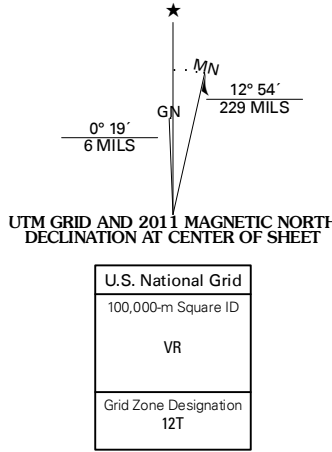 ★
MN
GN
12° 54´
229 MILS
0° 19´
6 MILS
UTM GRID AND 2011 MAGNETIC NORTH
DECLINATION AT CENTER OF SHEET
U.S. National Grid
100,000-m Square ID
VR
Grid Zone Designation
12T